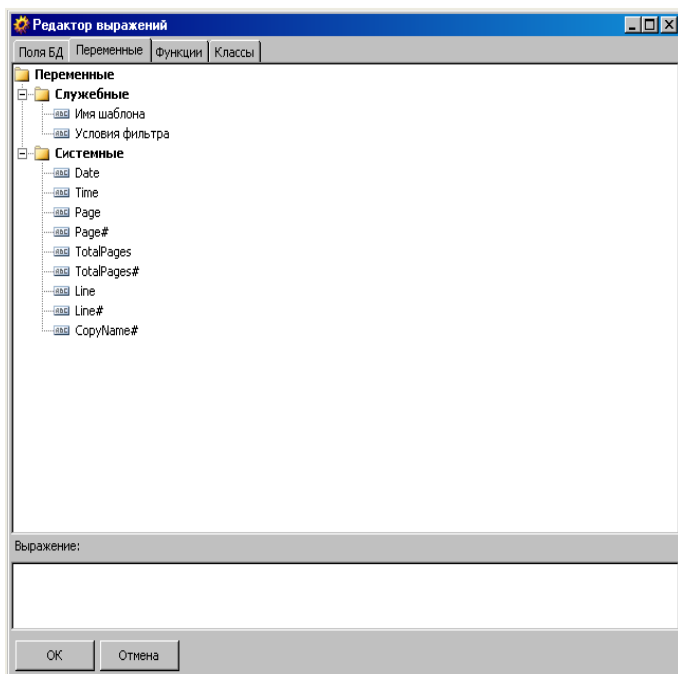 Редактор выражений
Поля БД Переменные Функции Классы
Переменные
Служебные
Имя шаблона
Условия фильтра
Системные
Date
Time
Page
Page#
TotalPages
TotalPages#
Line
Line#
CopyName#
Выражение:
OK Отмена